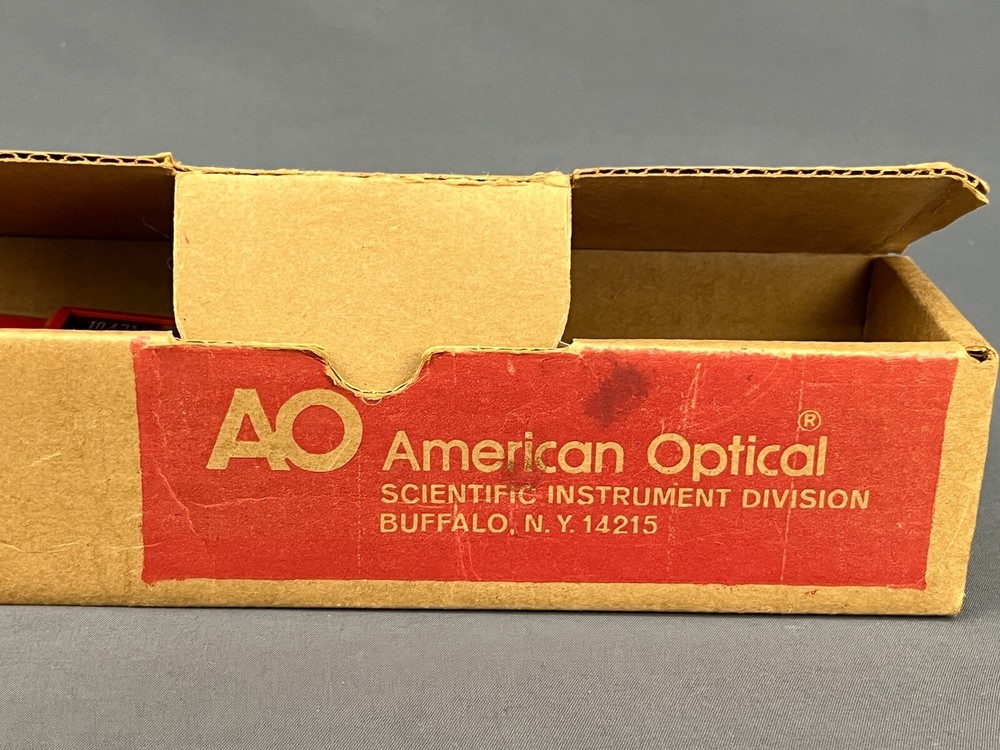 AO American Optical ®
SCIENTIFIC INSTRUMENT DIVISION
BUFFALO, N.Y. 14215